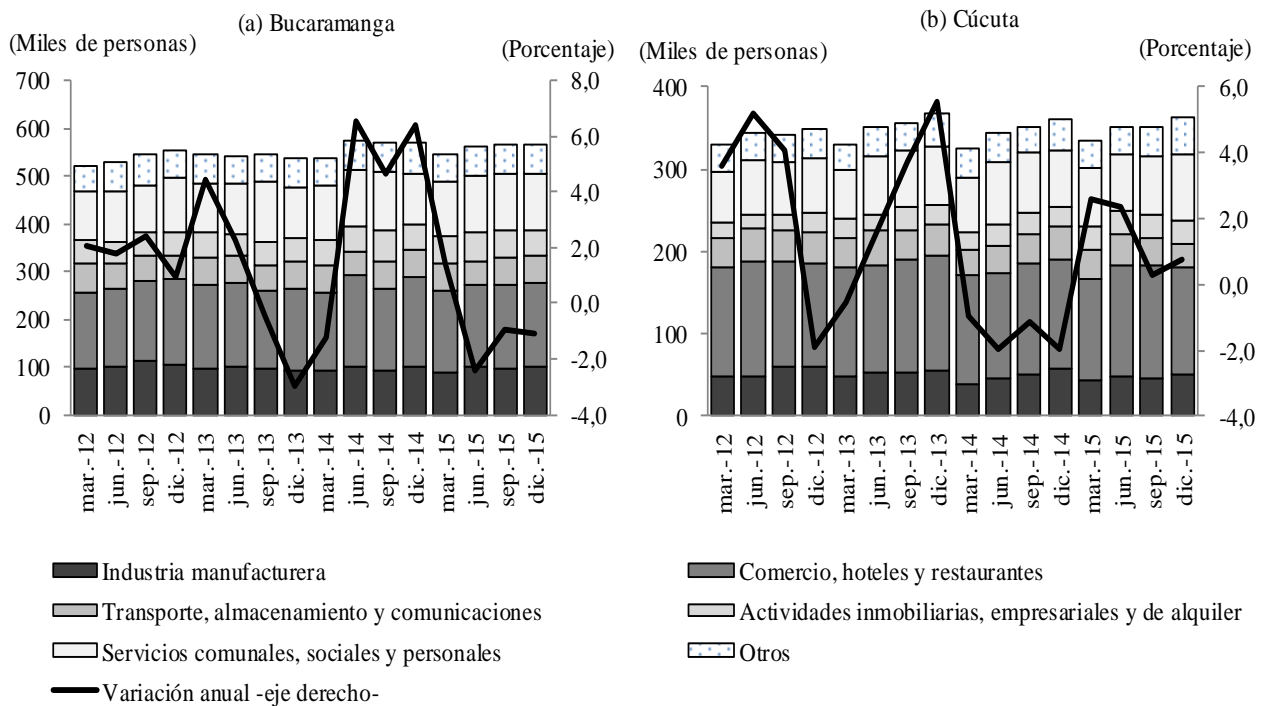 (a) Bucaramanga
(Miles de personas)
(Porcentaje)
700
600
500
400
300
200
100
0
8,0
6,0
4,0
2,0
0,0
-2,0
-4,0
mar.-12
jun.-12
sep.-12
dic.-12
mar.-13
jun.-13
sep.-13
dic.-13
mar.-14
jun.-14
sep.-14
dic.-14
mar.-15
jun.-15
sep.-15
dic.-15
(b) Cúcuta
(Miles de personas)
(Porcentaje)
400
300
200
100
0
6,0
4,0
2,0
0,0
-2,0
-4,0
mar.-12
jun.-12
sep.-12
dic.-12
mar.-13
jun.-13
sep.-13
dic.-13
mar.-14
jun.-14
sep.-14
dic.-14
mar.-15
jun.-15
sep.-15
dic.-15
Industria manufacturera
Comercio, hoteles y restaurantes
Transporte, almacenamiento y comunicaciones
Actividades inmobiliarias, empresariales y de alquiler
Servicios comunales, sociales y personales
Otros
Variación anual -eje derecho-